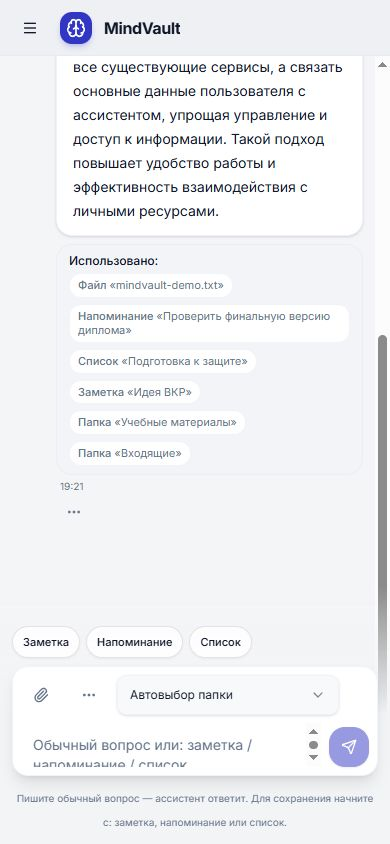 MindVault
все существующие сервисы, а связать
основные данные пользователя с
ассистентом, упрощая управление и
доступ к информации. Такой подход
повышает удобство работы и
эффективность взаимодействия с
личными ресурсами.
Использовано:
Файл «mindvault-demo.txt»
Напоминание «Проверить финальную версию
диплома»
Список «Подготовка к защите»
Заметка «Идея ВКР»
Папка «Учебные материалы»
Папка «Входящие»
19:21
Заметка
Напоминание
Список
Автовыбор папки
Обычный вопрос или: заметка /
напоминание / список
Пишите обычный вопрос — ассистент ответит. Для сохранения начните
с: заметка, напоминание или список.